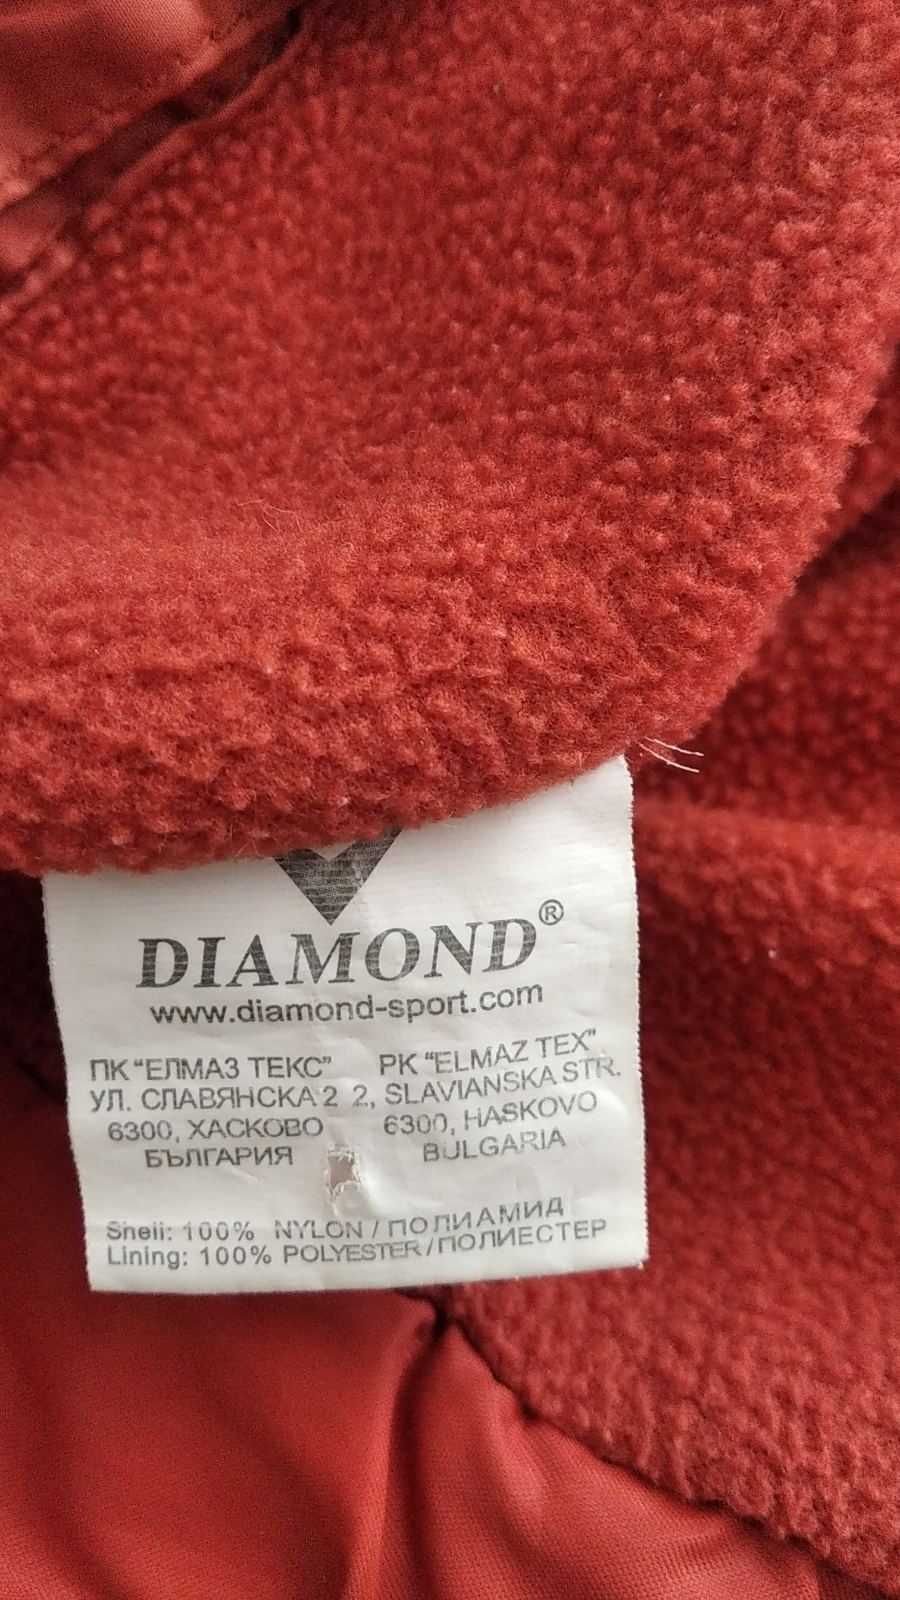 DIAMOND®
www.diamond-sport.com
ПК "ЕЛМАЗ ТЕКС"
УЛ. СЛАВЯНСКА 2
6300, ХАСКОВО
БЪЛГАРИЯ
PK "ELMAZ TEX"
2, SLAVIANSKA STR.
6300, HASKOVO
BULGARIA
Shell: 100% NYLON / ПОЛИАМИД
Lining: 100% POLYESTER / ПОЛИЕСТЕР